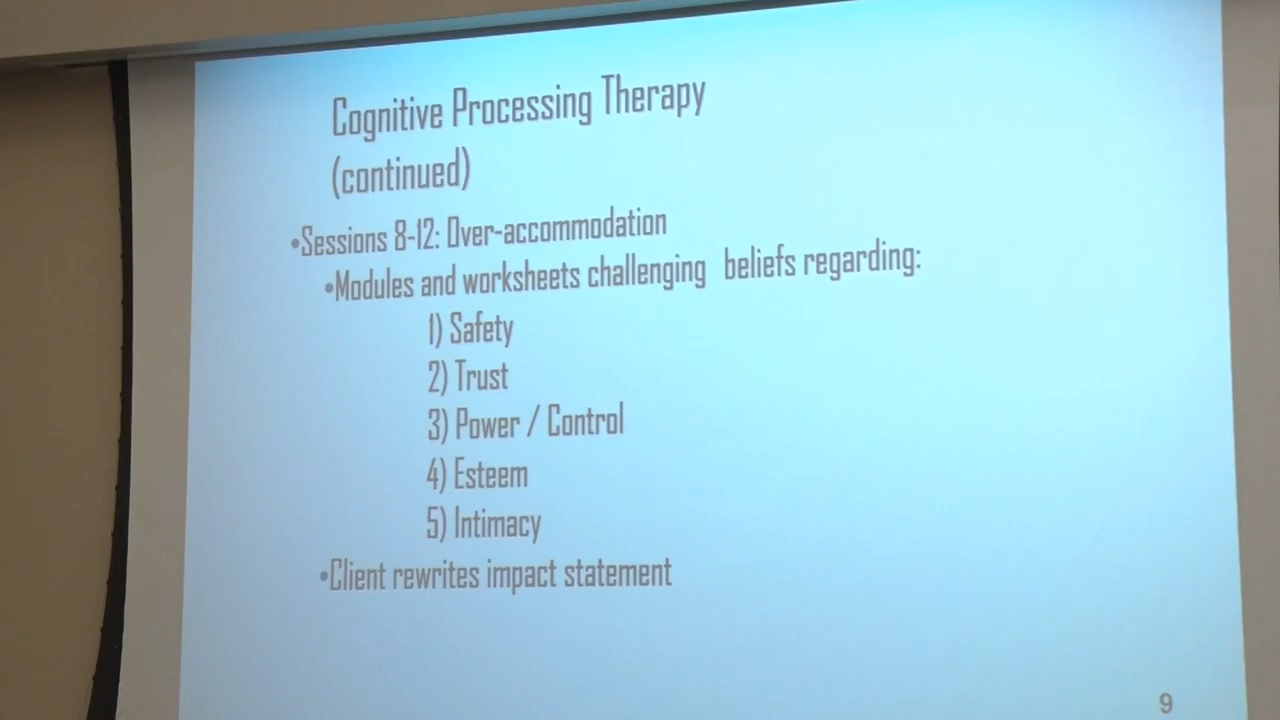 Cognitive Processing Therapy
(continued)
•Sessions 8-12: Over-accommodation
•Modules and worksheets challenging beliefs regarding:
1) Safety
2) Trust
3) Power / Control
4) Esteem
5) Intimacy
•Client rewrites impact statement
9